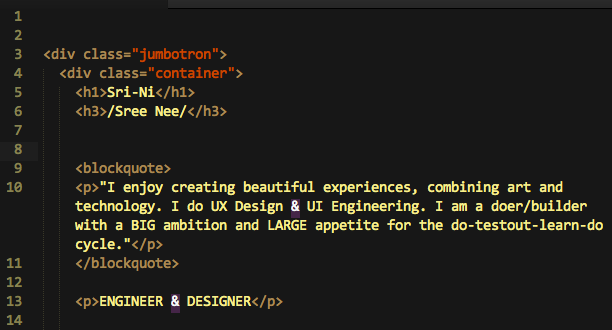 1
2
3 <div class="jumbotron">
4 <div class="container">
5 <h1>Sri-Ni</h1>
6 <h3>/Sree Nee/</h3>
7
8
9 <blockquote>
10 <p>"I enjoy creating beautiful experiences, combining art and
technology. I do UX Design & UI Engineering. I am a doer/builder
with a BIG ambition and LARGE appetite for the do-testout-learn-do
cycle."</p>
11 </blockquote>
12
13 <p>ENGINEER & DESIGNER</p>
14